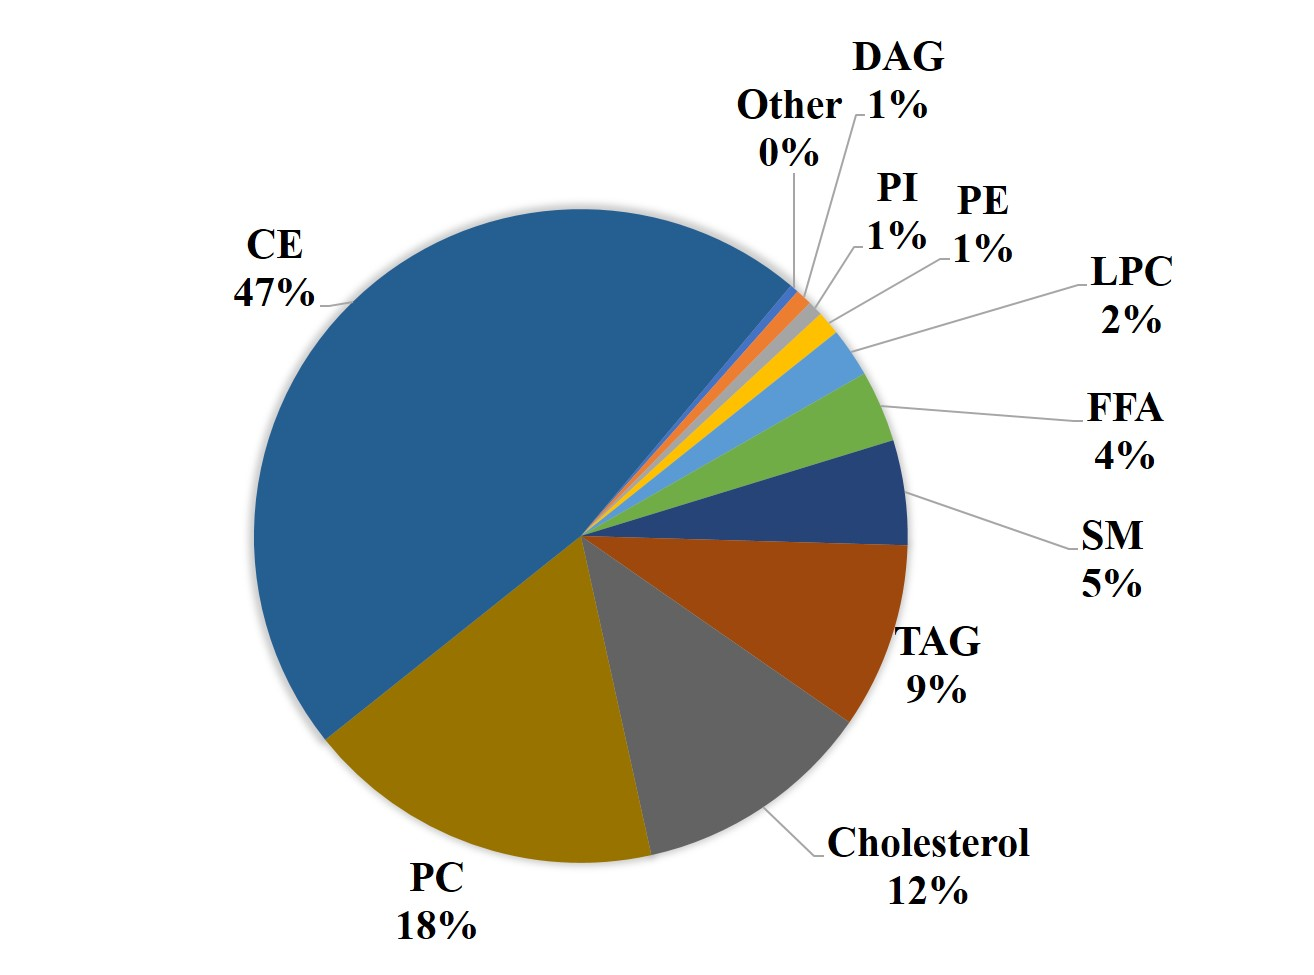 DAG
1%
Other
0%
PI
1%
PE
1%
CE
47%
LPC
2%
FFA
4%
SM
5%
TAG
9%
Cholesterol
12%
PC
18%